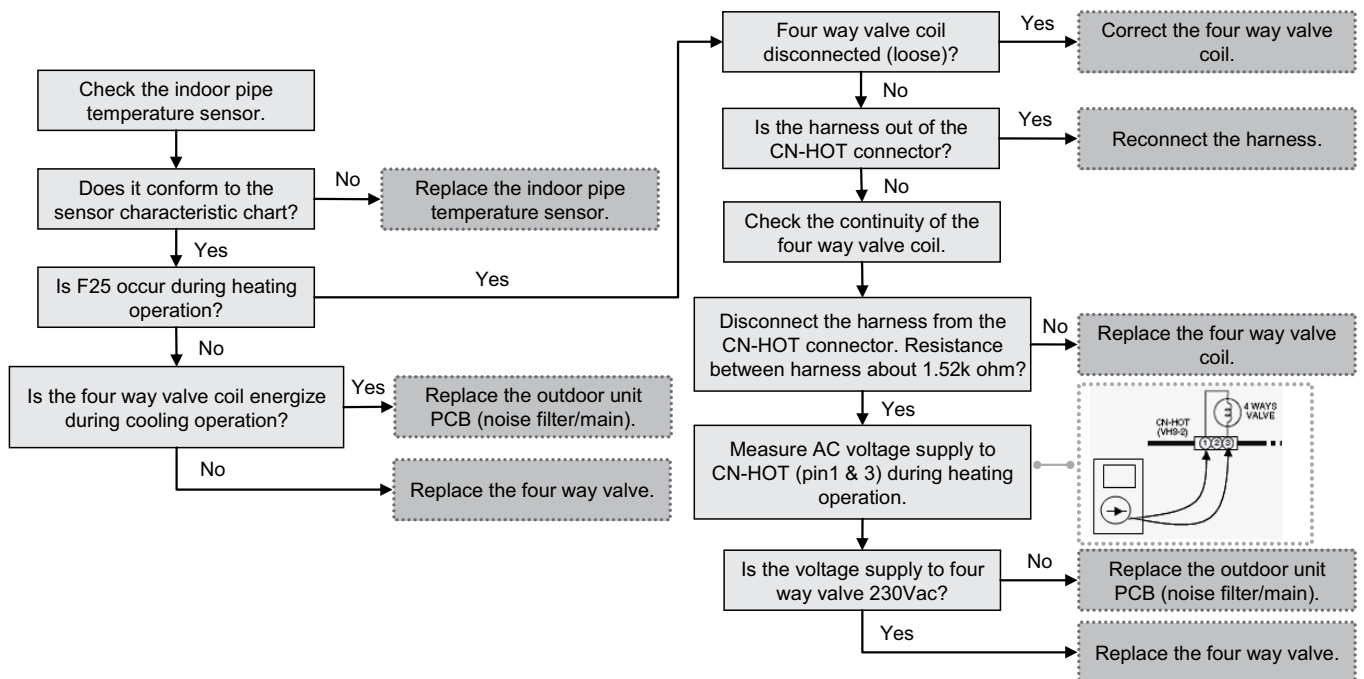 Check the indoor pipe
temperature sensor.
Does it conform to the
sensor characteristic chart?
No
Replace the indoor pipe
temperature sensor.
Yes
Is F25 occur during heating
operation?
Yes
No
Is the four way valve coil energize
during cooling operation?
Yes
Replace the outdoor unit
PCB (noise filter/main).
No
Replace the four way valve.
Four way valve coil
disconnected (loose)?
Yes
Correct the four way valve
coil.
No
Is the harness out of the
CN-HOT connector?
Yes
Reconnect the harness.
No
Check the continuity of the
four way valve coil.
Disconnect the harness from the
CN-HOT connector. Resistance
between harness about 1.52k ohm?
No
Replace the four way valve
coil.
Yes
Measure AC voltage supply to
CN-HOT (pin1 & 3) during heating
operation.
4 WAYS
VALVE
CN-HOT
(VHS-2)
1 2 3
Is the voltage supply to four
way valve 230Vac?
No
Replace the outdoor unit
PCB (noise filter/main).
Yes
Replace the four way valve.